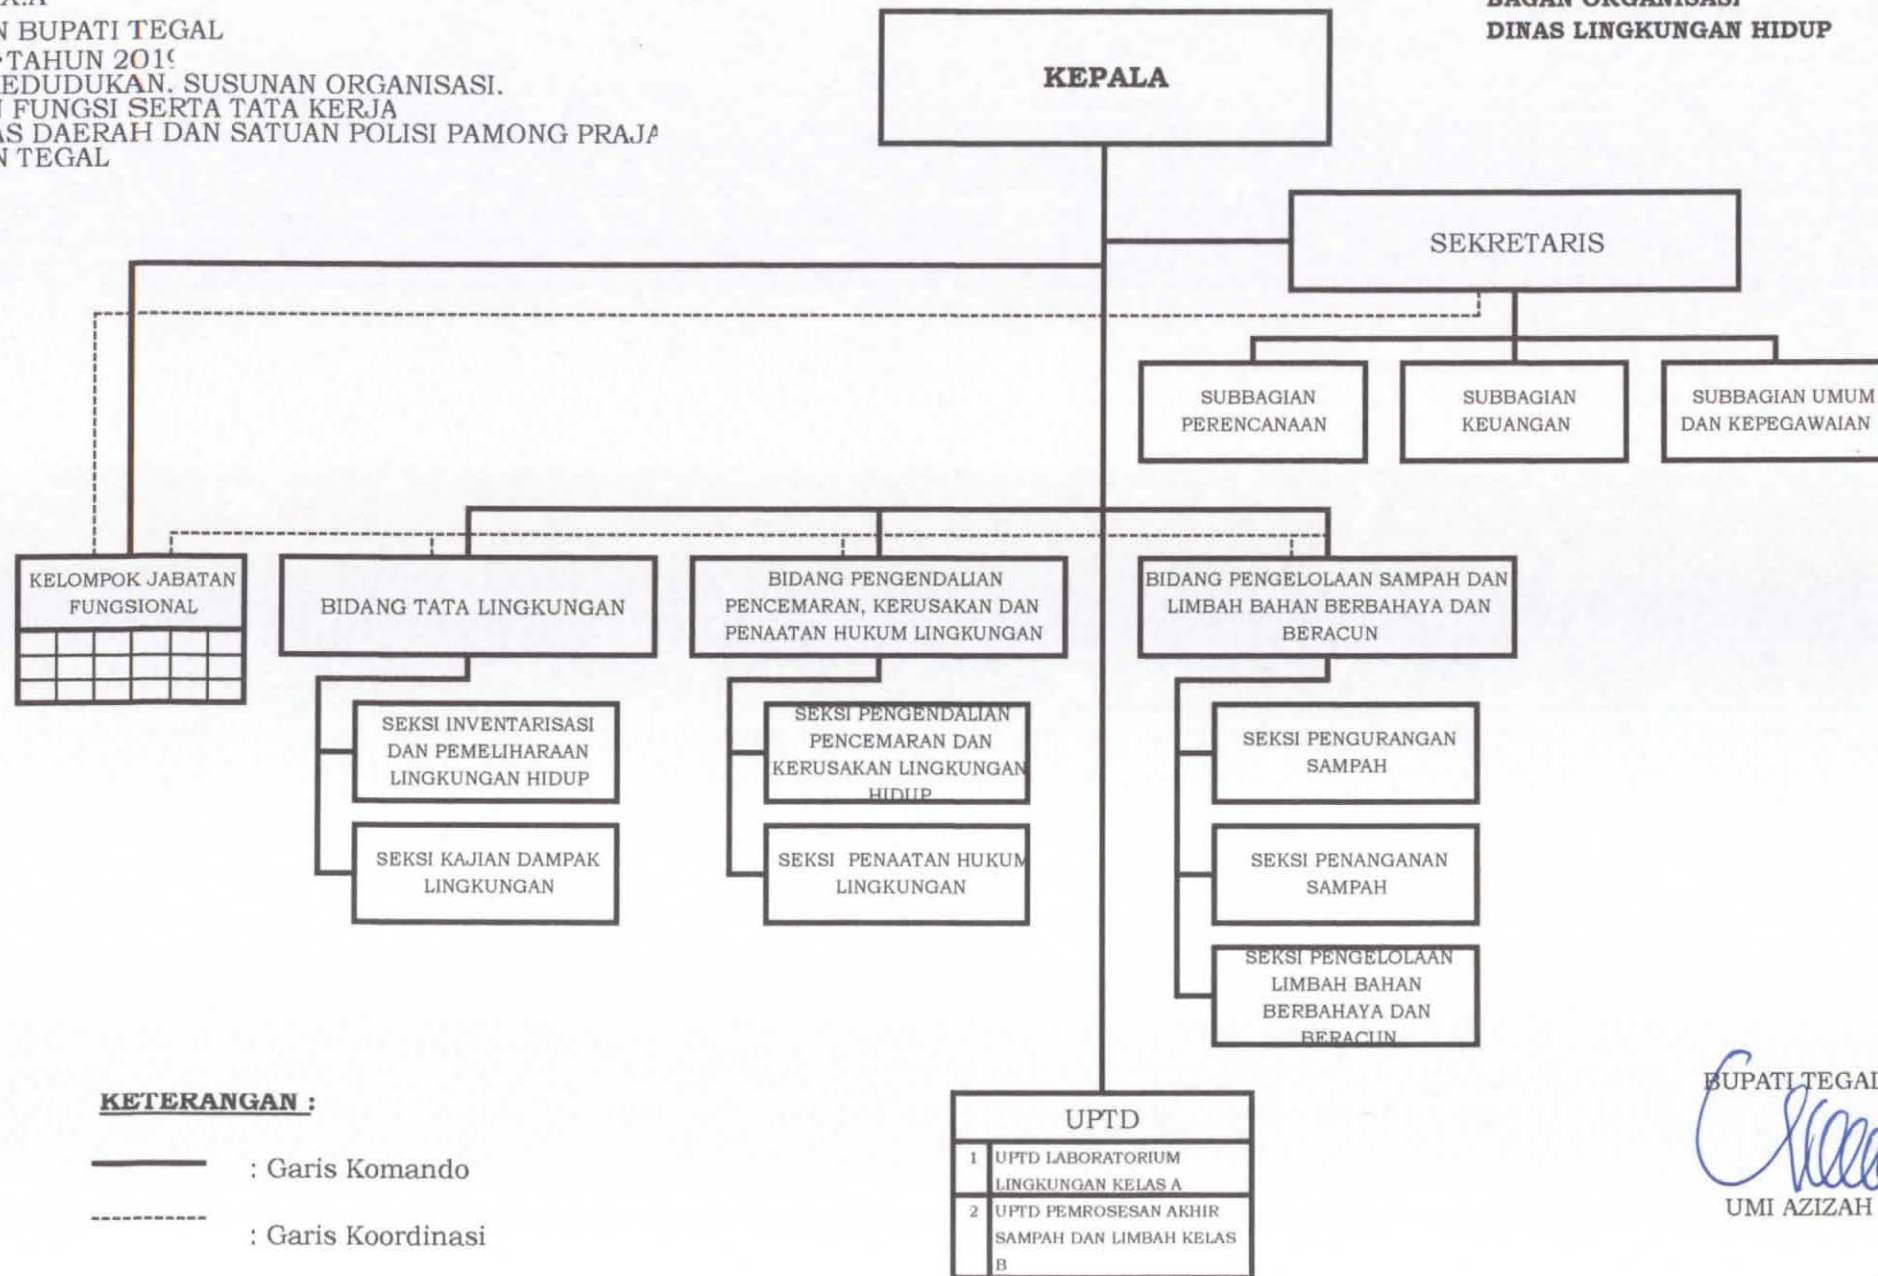 BUPATI TEGAL
TAHUN 2019
KEDUDUKAN, SUSUNAN ORGANISASI,
FUNGSI SERTA TATA KERJA
DAERAH DAN SATUAN POLISI PAMONG PRAJA
TEGAL
BAGAN ORGANISASI
DINAS LINGKUNGAN HIDUP
KEPALA
SEKRETARIS
SUBBAGIAN
PERENCANAAN
SUBBAGIAN
KEUANGAN
SUBBAGIAN UMUM
DAN KEPEGAWAIAN
KELOMPOK JABATAN
FUNGSIONAL
BIDANG TATA LINGKUNGAN
BIDANG PENGENDALIAN
PENCEMARAN, KERUSAKAN DAN
PENAATAN HUKUM LINGKUNGAN
BIDANG PENGELOLAAN SAMPAH DAN
LIMBAH BAHAN BERBAHAYA DAN
BERACUN
SEKSI INVENTARISASI
DAN PEMELIHARAAN
LINGKUNGAN HIDUP
SEKSI KAJIAN DAMPAK
LINGKUNGAN
SEKSI PENGENDALIAN
PENCEMARAN DAN
KERUSAKAN LINGKUNGAN
HIDUP
SEKSI PENAATAN HUKUM
LINGKUNGAN
SEKSI PENGURANGAN
SAMPAH
SEKSI PENANGANAN
SAMPAH
SEKSI PENGELOLAAN
LIMBAH BAHAN
BERBAHAYA DAN
BERACUN
KETERANGAN :
: Garis Komando
: Garis Koordinasi
UPTD
1 UPTD LABORATORIUM
LINGKUNGAN KELAS A
2 UPTD PEMROSESAN AKHIR
SAMPAH DAN LIMBAH KELAS
B
BUPATI TEGAL
UMI AZIZAH